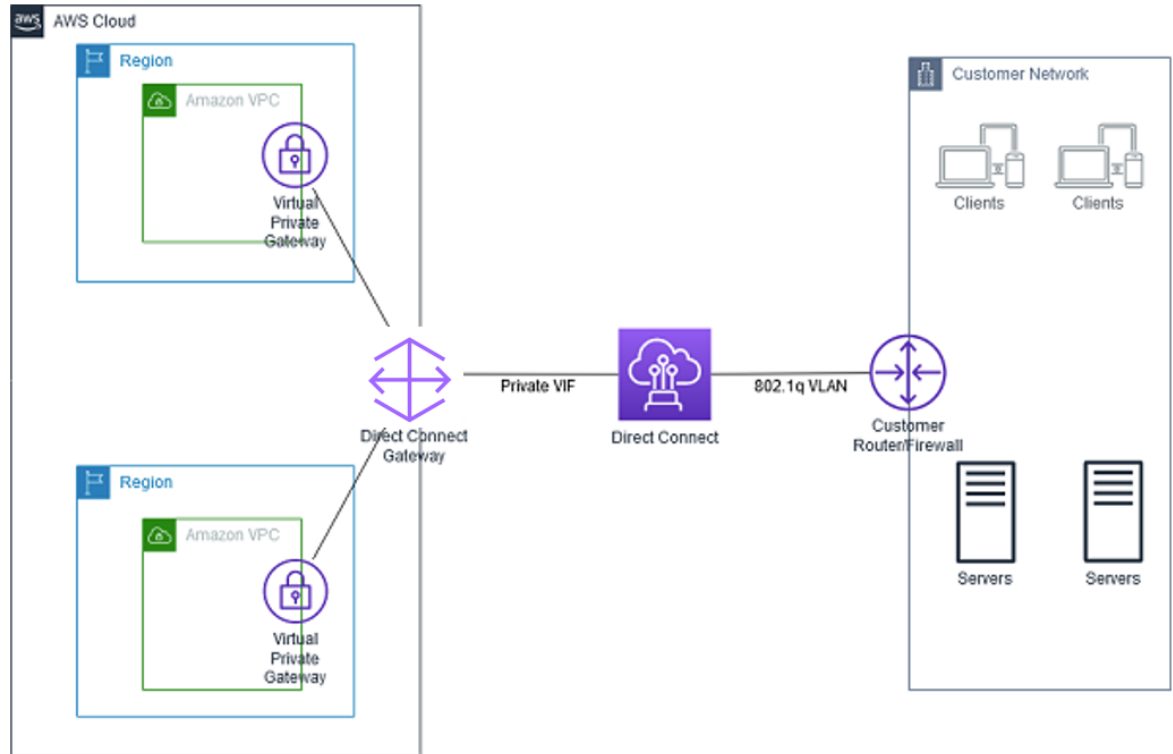 aws
AWS Cloud
Region
Amazon VPC
Virtual
Private
Gateway
Customer Network
Clients
Clients
Direct Connect
Gateway
Private VIF
Direct Connect
802.1q VLAN
Customer
Router/Firewall
Region
Amazon VPC
Virtual
Private
Gateway
Servers
Servers